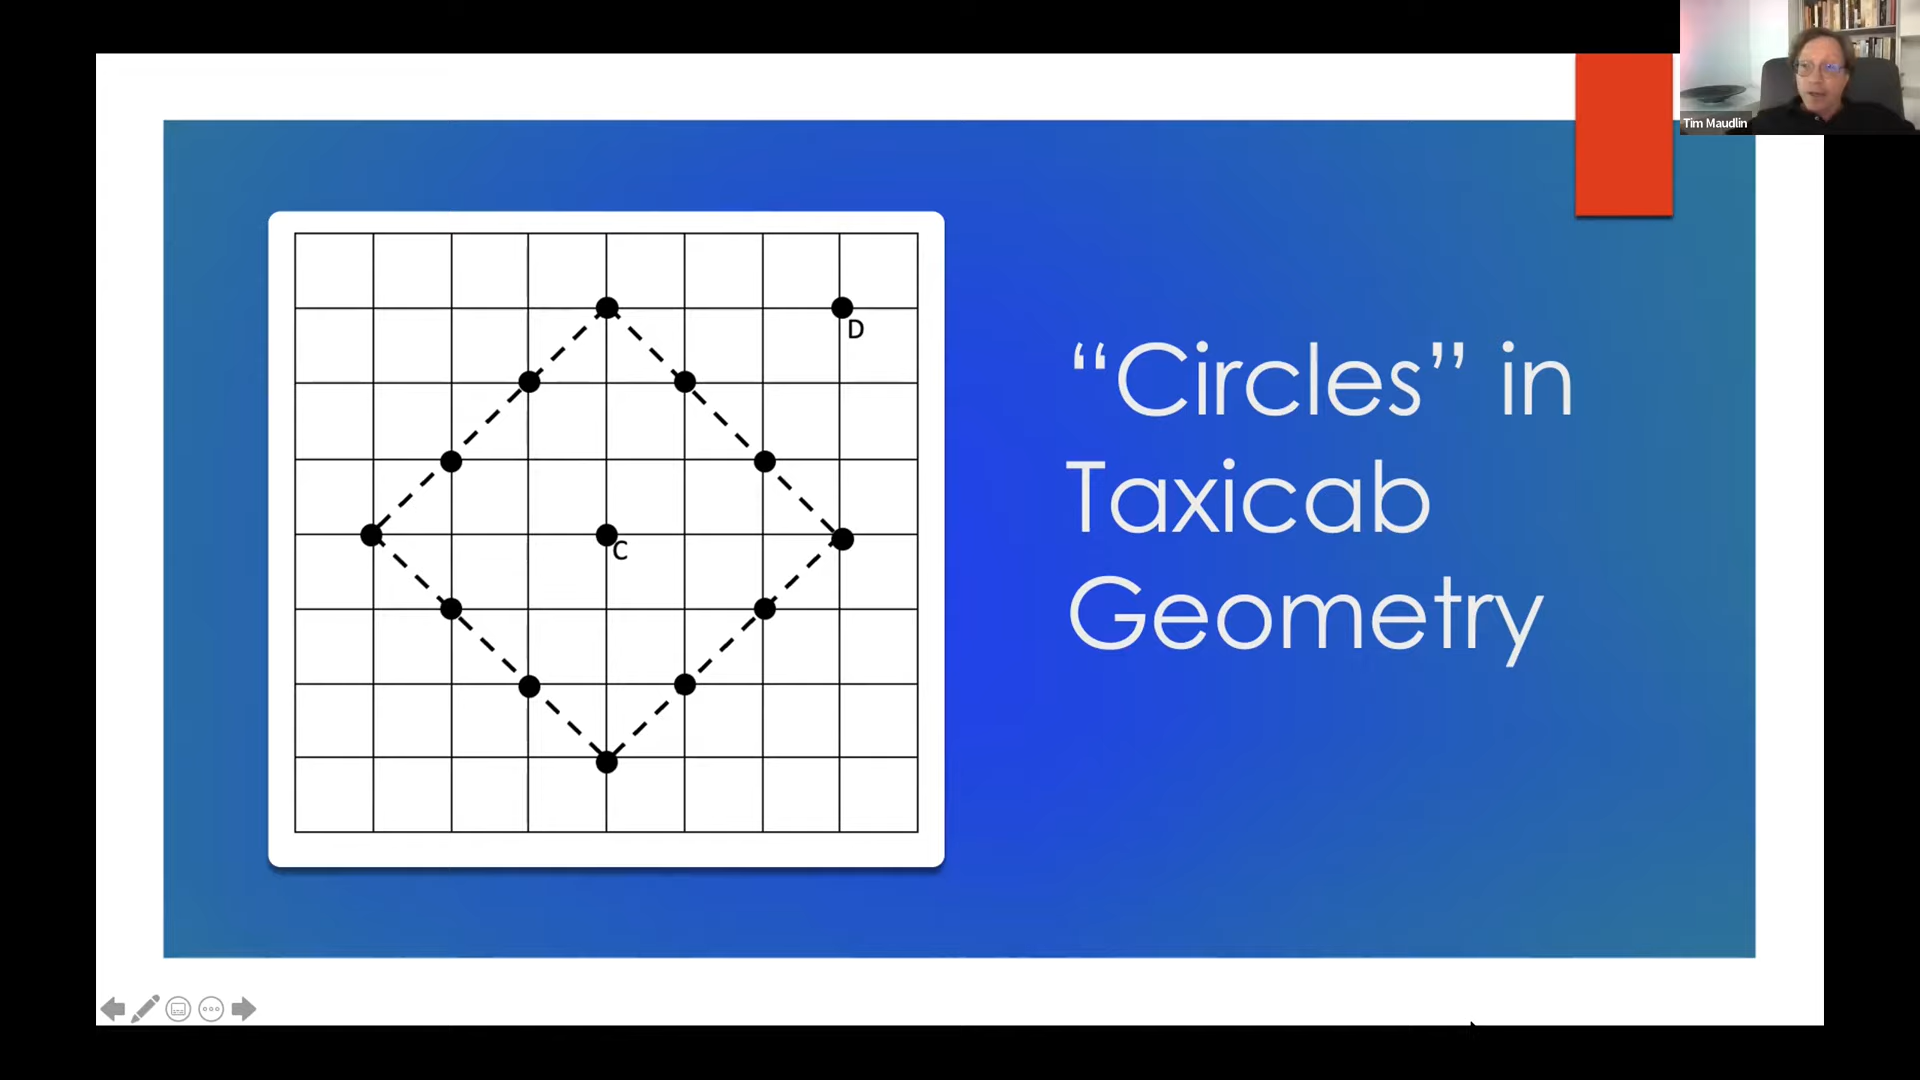 Tim Maudlin
D
C
“Circles” in
Taxicab
Geometry